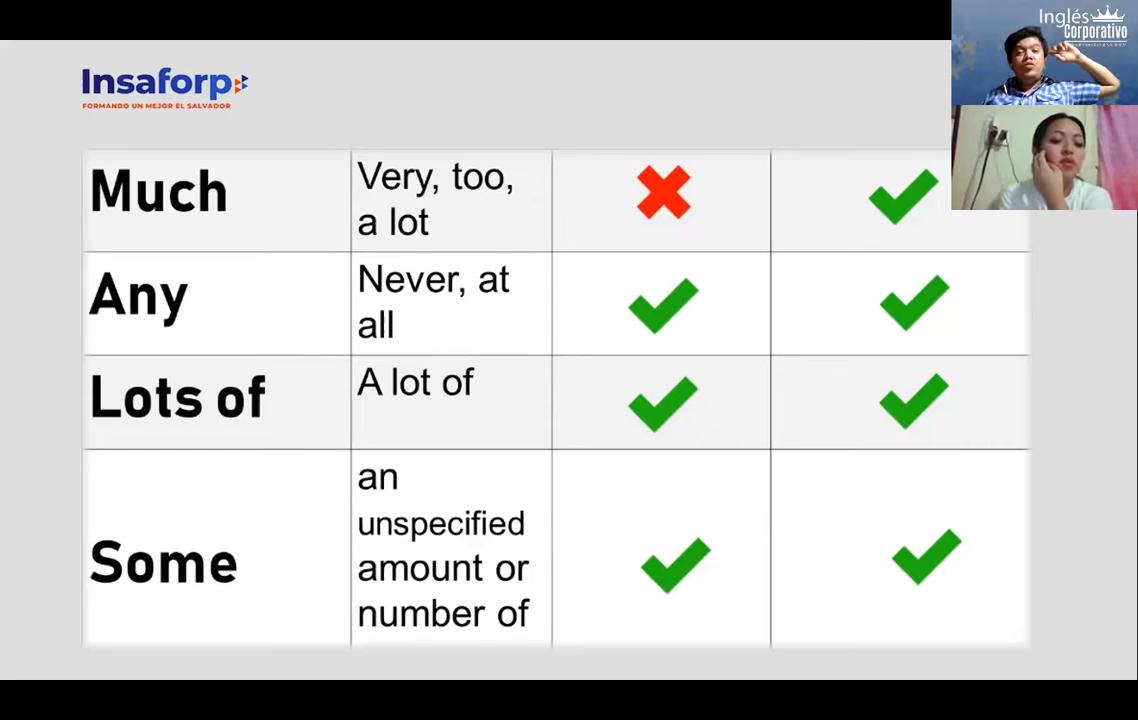 Inglés
Corporativo
Insaforp
FORMANDO UN MEJOR EL SALVADOR
Much
Very, too,
a lot
Any
Never, at
all
Lots of
A lot of
Some
an
unspecified
amount or
number of